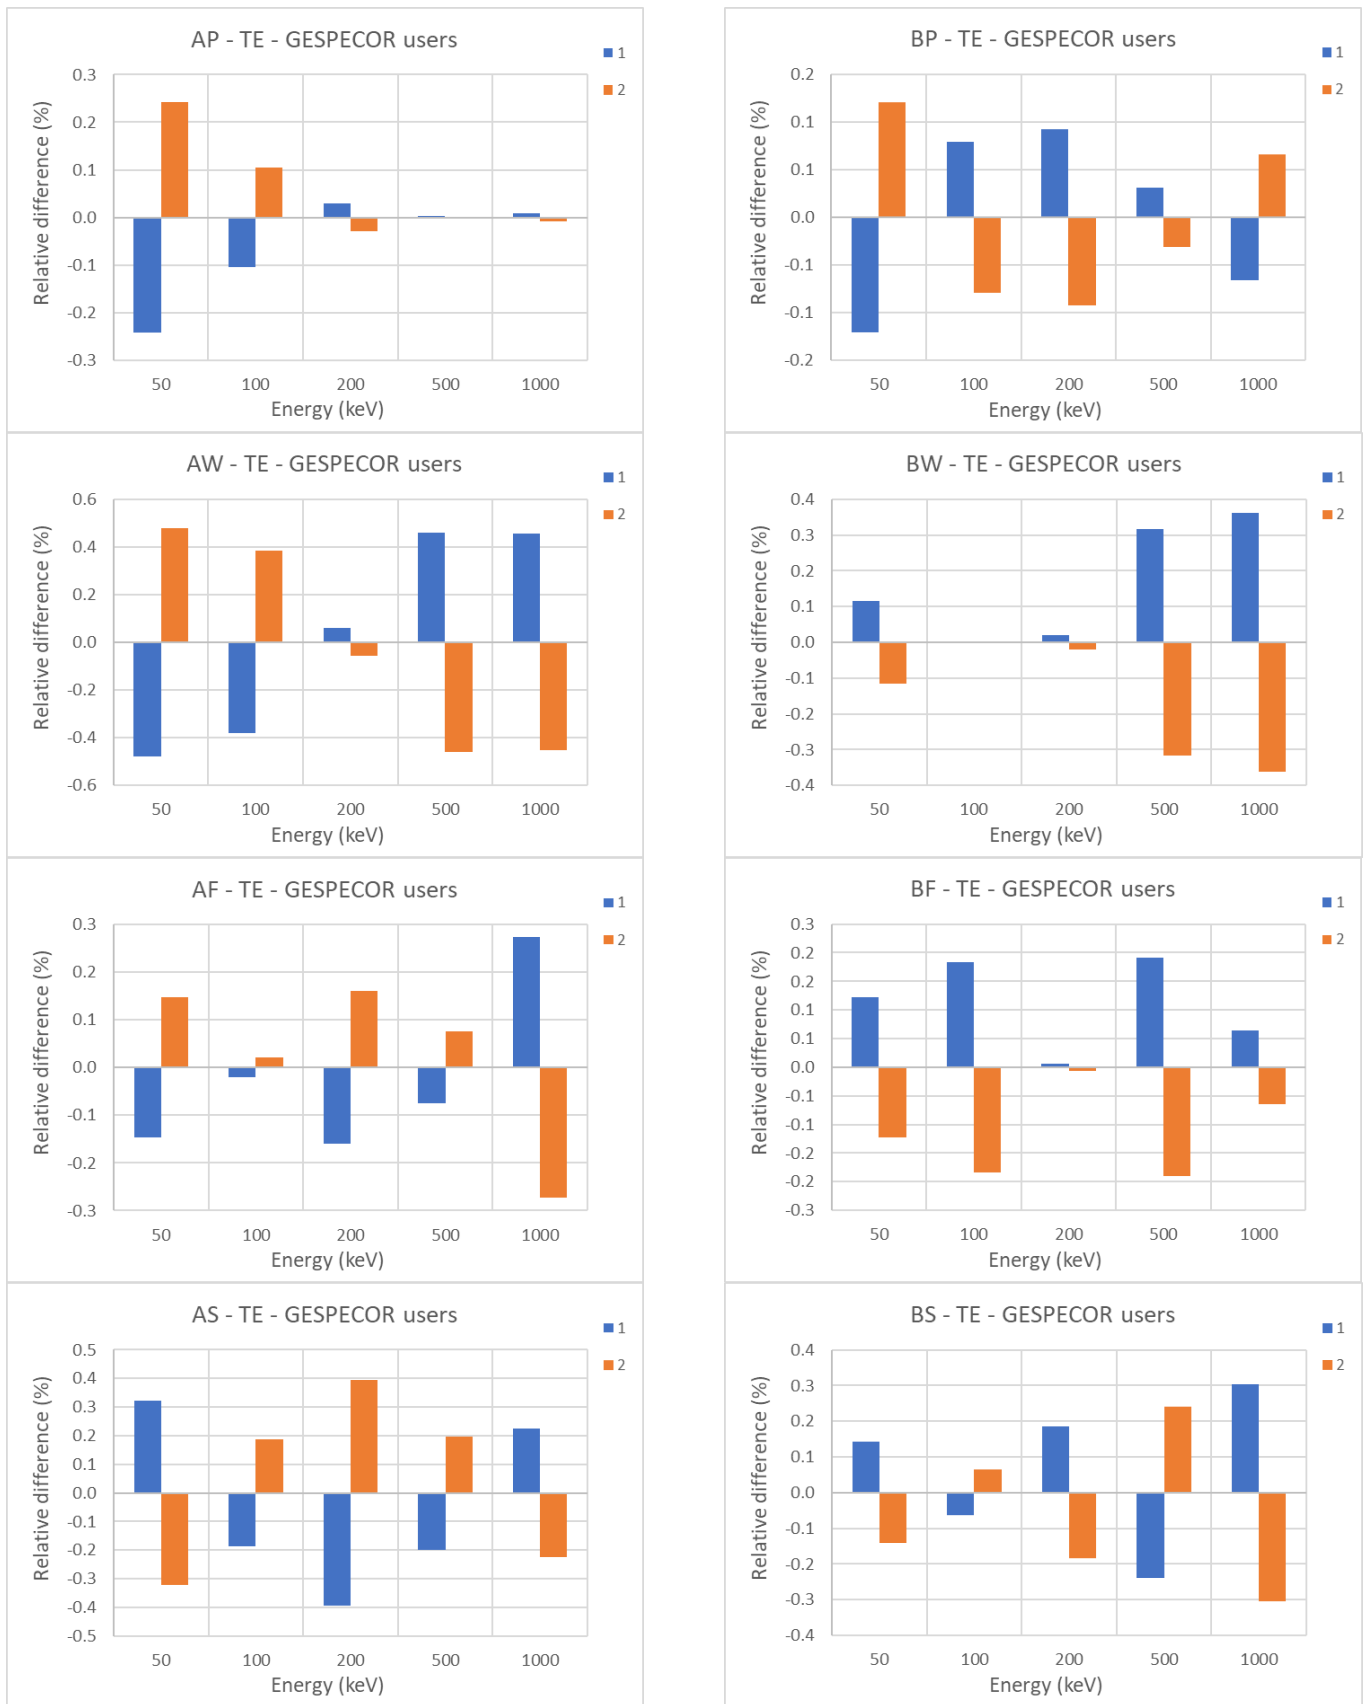 AP - TE - GESPECOR users
1
2
Relative difference (%)
0.3
0.2
0.1
0.0
-0.1
-0.2
-0.3
50 100 200 500 1000
Energy (keV)
BP - TE - GESPECOR users
1
2
Relative difference (%)
0.2
0.1
0.1
0.0
-0.1
-0.1
-0.2
50 100 200 500 1000
Energy (keV)
AW - TE - GESPECOR users
1
2
Relative difference (%)
0.6
0.4
0.2
0.0
-0.2
-0.4
-0.6
50 100 200 500 1000
Energy (keV)
BW - TE - GESPECOR users
1
2
Relative difference (%)
0.4
0.3
0.2
0.1
0.0
-0.1
-0.2
-0.3
-0.4
50 100 200 500 1000
Energy (keV)
AF - TE - GESPECOR users
1
2
Relative difference (%)
0.3
0.2
0.1
0.0
-0.1
-0.2
-0.3
50 100 200 500 1000
Energy (keV)
BF - TE - GESPECOR users
1
2
Relative difference (%)
0.3
0.2
0.2
0.1
0.1
0.0
-0.1
-0.1
-0.2
-0.2
-0.3
50 100 200 500 1000
Energy (keV)
AS - TE - GESPECOR users
1
2
Relative difference (%)
0.5
0.4
0.3
0.2
0.1
0.0
-0.1
-0.2
-0.3
-0.4
-0.5
50 100 200 500 1000
Energy (keV)
BS - TE - GESPECOR users
1
2
Relative difference (%)
0.4
0.3
0.2
0.1
0.0
-0.1
-0.2
-0.3
-0.4
50 100 200 500 1000
Energy (keV)